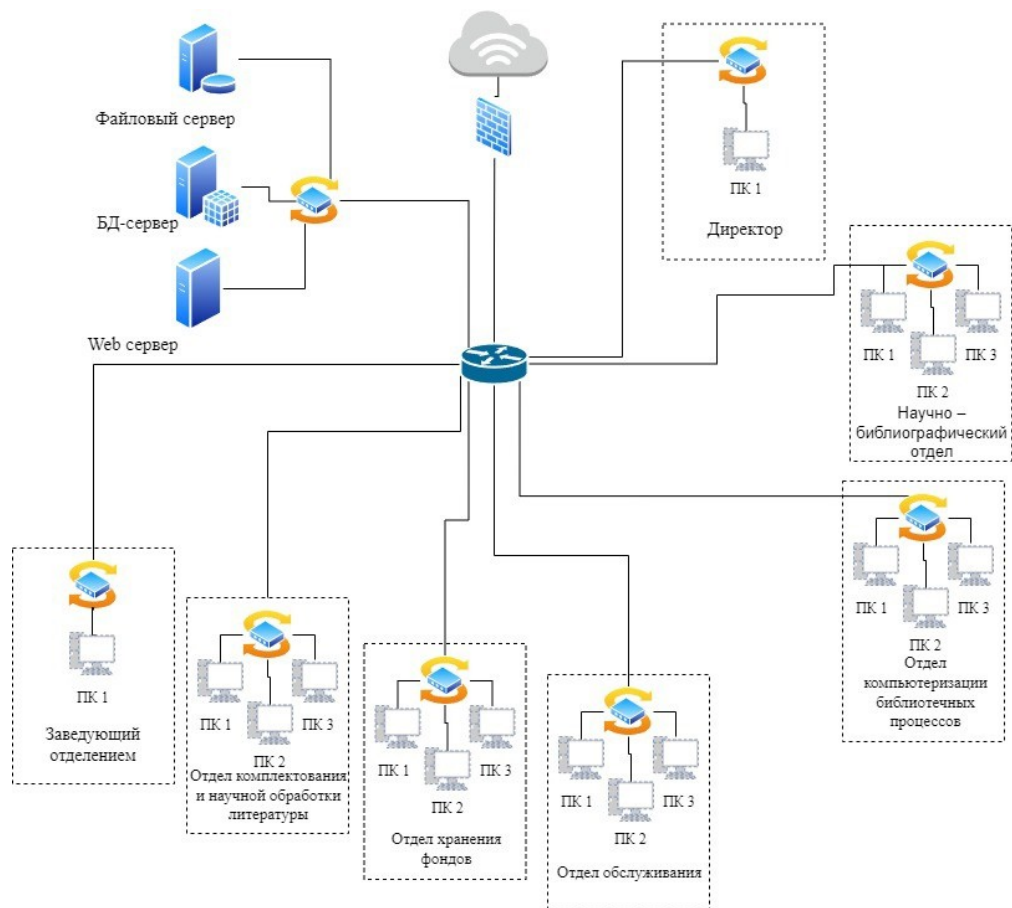 Файловый сервер
БД-сервер
Web сервер
ПК 1
Директор
ПК 1
ПК 3
ПК 2
Научно –
библиографический
отдел
ПК 1
ПК 3
ПК 2
Отдел
компьютеризации
библиотечных
процессов
ПК 1
Заведующий
отделением
ПК 1
ПК 3
ПК 2
Отдел комплектования
и научной обработки
литературы
ПК 1
ПК 3
ПК 2
Отдел хранения
фондов
ПК 1
ПК 3
ПК 2
Отдел обслуживания